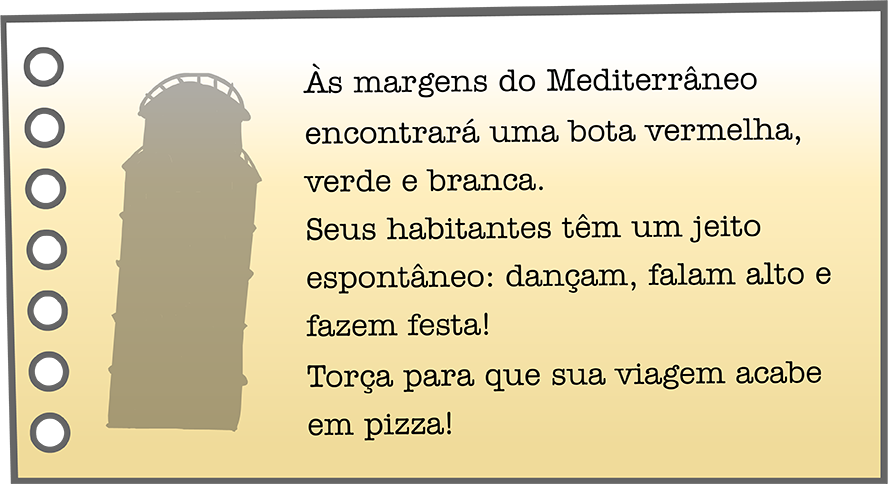 Às margens do Mediterrâneo
encontrará uma bota vermelha,
verde e branca.
Seus habitantes têm um jeito
espontâneo: dançam, falam alto e
fazem festa!
Torça para que sua viagem acabe
em pizza!